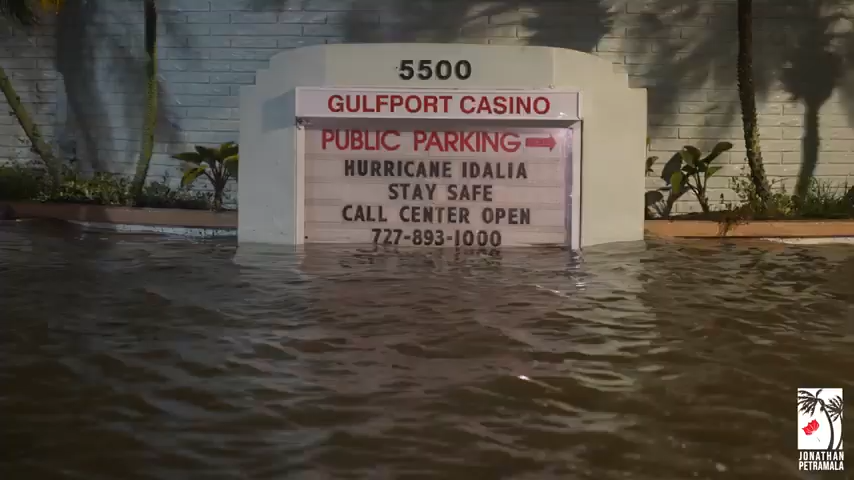 5500
GULFPORT CASINO
PUBLIC PARKING
HURRICANE IDALIA
STAY SAFE
CALL CENTER OPEN
727-893-1000
JONATHAN
PETRAMALA